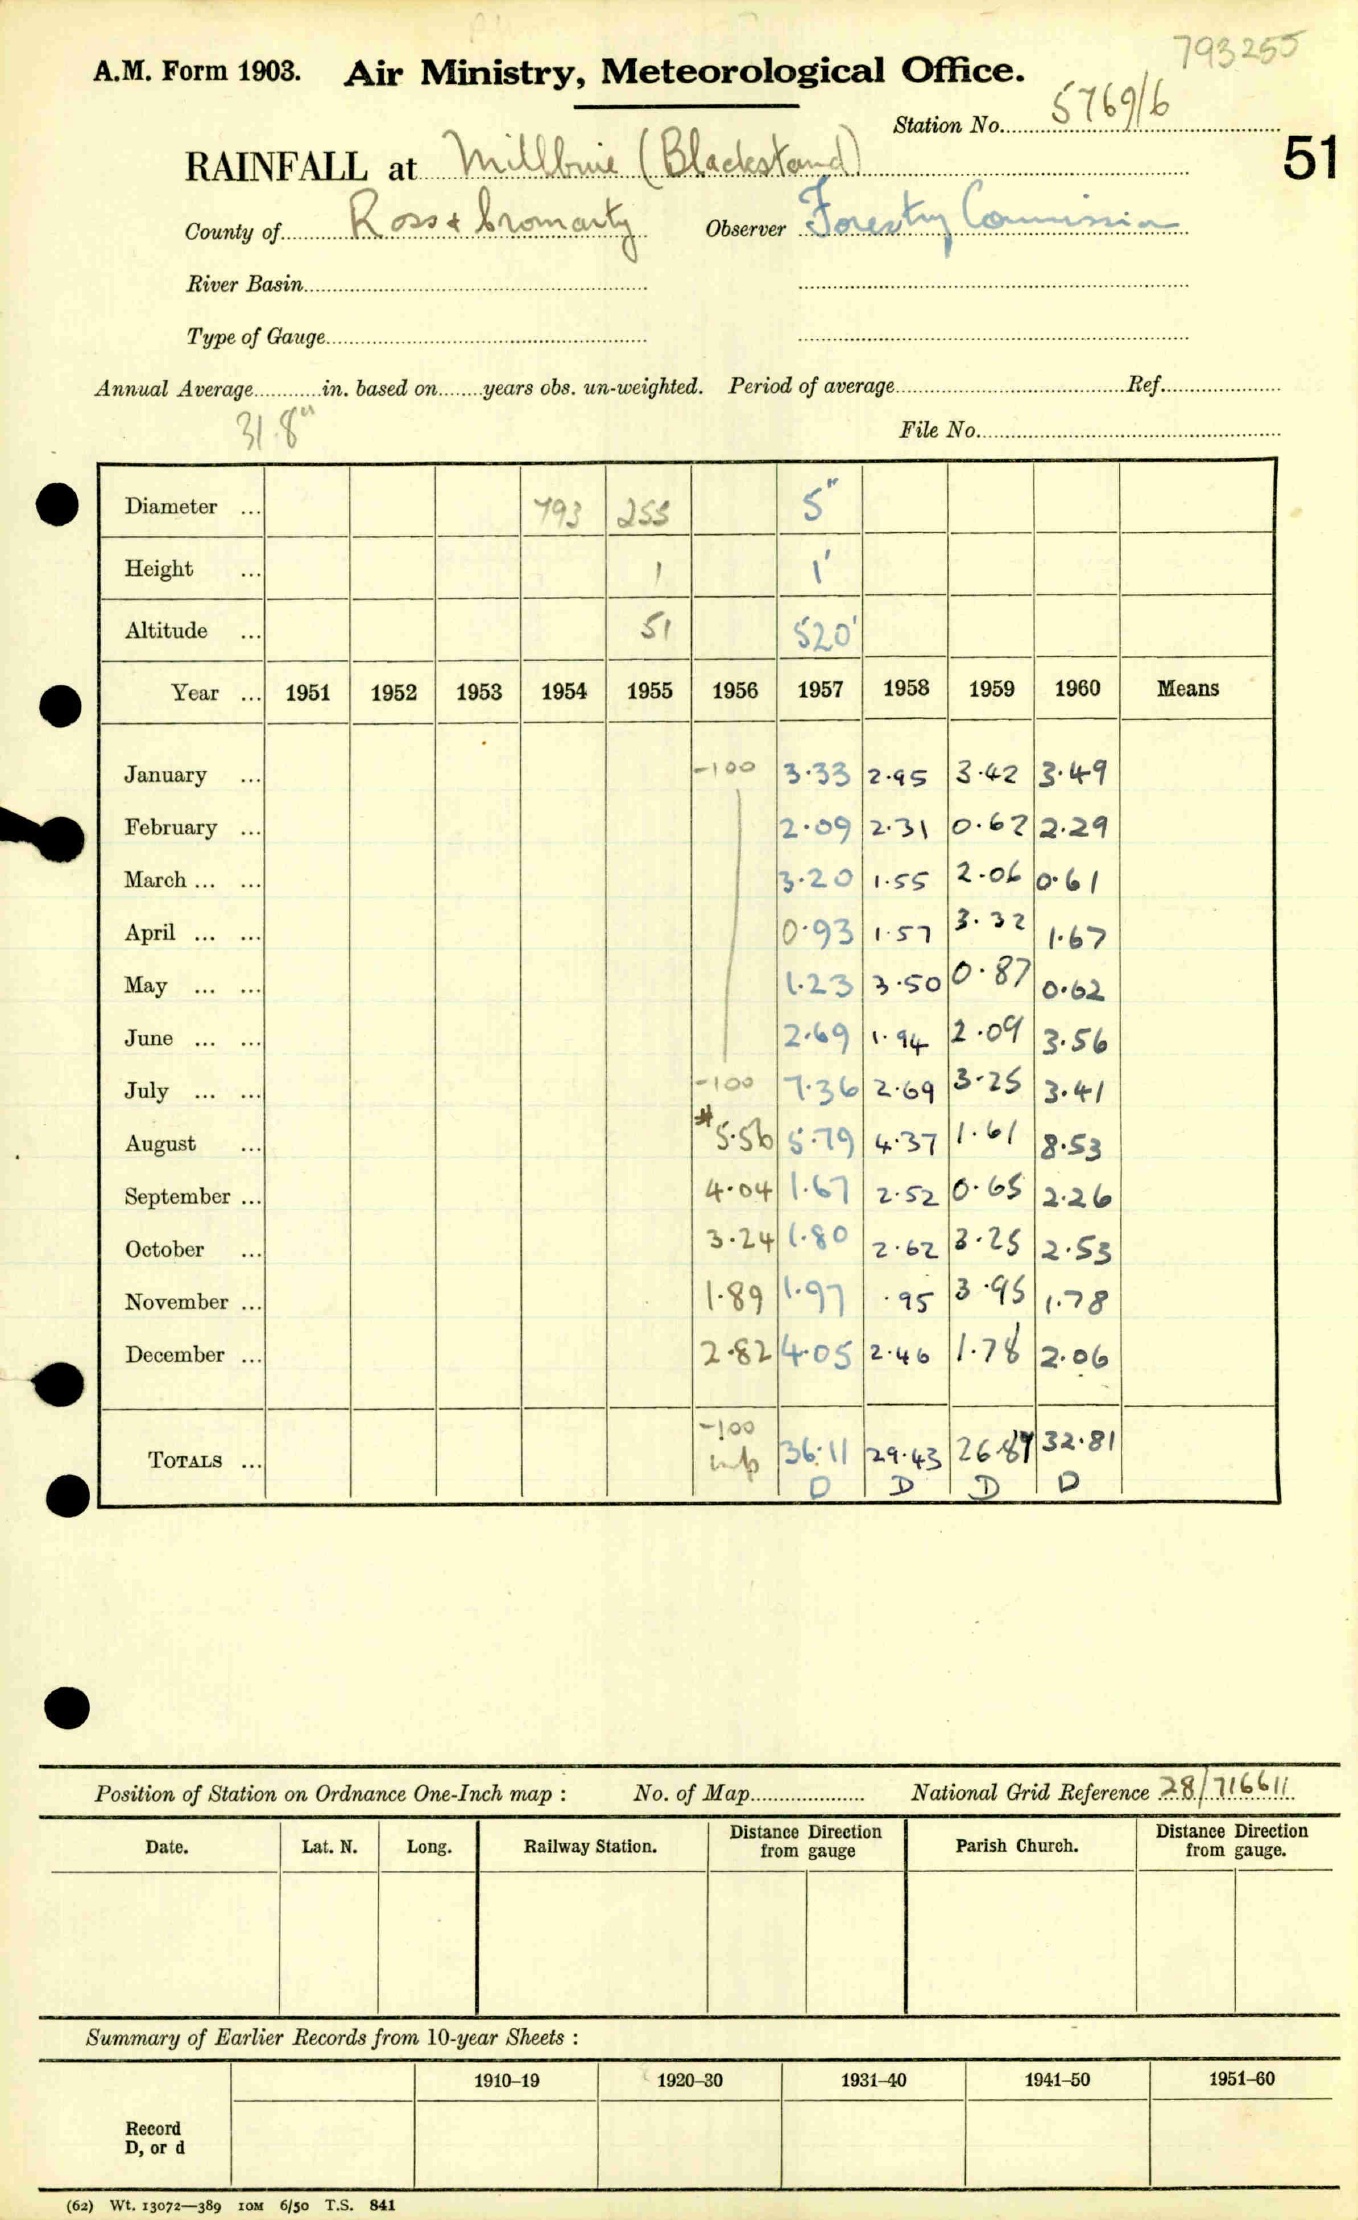 793255
A.M. Form 1903. Air Ministry, Meteorological Office.
Station No. 5769/6
51
RAINFALL at Millbuie (Blackstand)
County of Ross & Cromarty Observer Forestry Commission
River Basin
Type of Gauge
Annual Average in. based on years obs. un-weighted. Period of average Ref.
31.8"
File No.
Diameter ... 793 255 5"
Height ... 1 1'
Altitude ... 51 520'
Year ... 1951 1952 1953 1954 1955 1956 1957 1958 1959 1960 Means
January ... -100 3.33 2.95 3.42 3.49
February ... 2.09 2.31 0.62 2.29
March ... ... 3.20 1.55 2.06 0.61
April ... ... 0.93 1.57 3.32 1.67
May ... ... 1.23 3.50 0.87 0.62
June ... ... 2.69 1.94 2.09 3.56
July ... ... -100 7.36 2.69 3.25 3.41
August ... 5.56 5.79 4.37 1.61 8.53
September ... 4.04 1.67 2.52 0.65 2.26
October ... 3.24 1.80 2.62 3.25 2.53
November ... 1.89 1.97 .95 3.95 1.78
December ... 2.82 4.05 2.46 1.78 2.06
-100
TOTALS ... 36.11 29.43 26.87 32.81
D D D D
Position of Station on Ordnance One-Inch map : No. of Map National Grid Reference 28/716611
Date. Lat. N. Long. Railway Station. Distance from Direction gauge Parish Church. Distance from Direction gauge.
Summary of Earlier Records from 10-year Sheets :
1910–19 1920–30 1931–40 1941–50 1951–60
Record
D, or d
(62) Wt. 13072—389 10M 6/50 T.S. 841